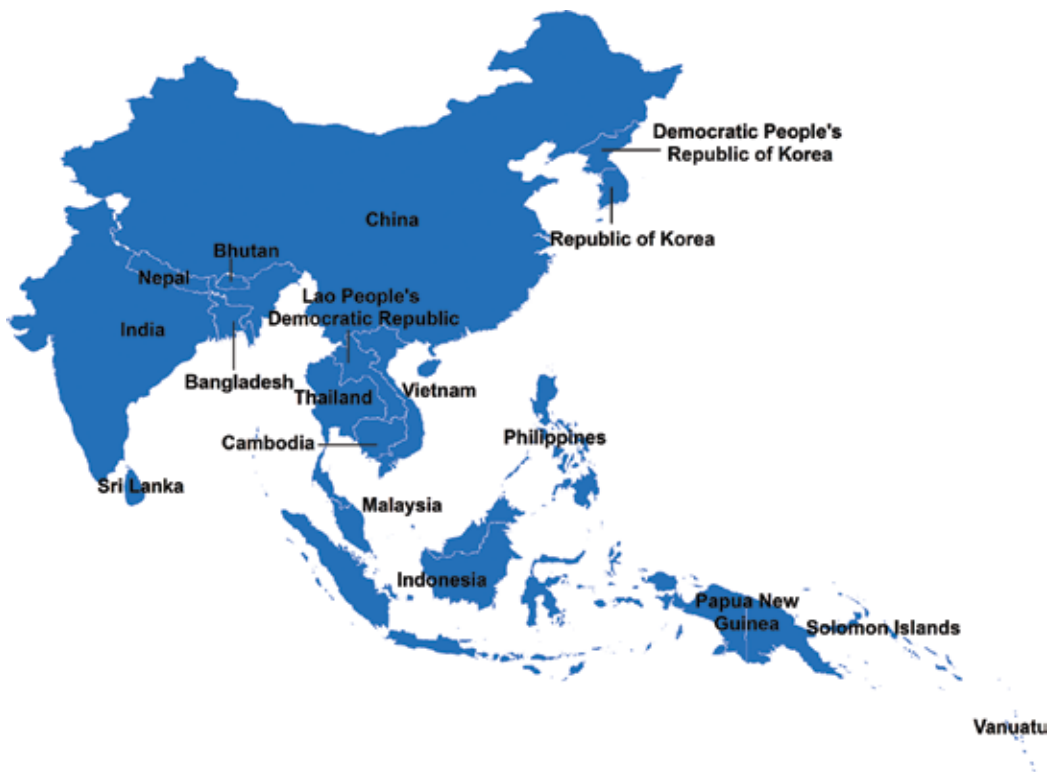 Democratic People's
Republic of Korea
China
Republic of Korea
Bhutan
Nepal
Lao People's
Democratic Republic
India
Bangladesh
Thailand
Vietnam
Cambodia
Philippines
Sri Lanka
Malaysia
Indonesia
Papua New
Guinea
Solomon Islands
Vanuatu